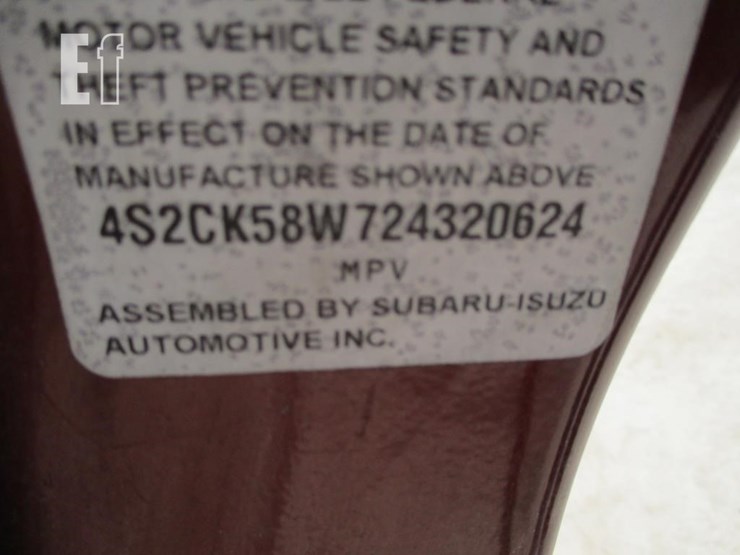 Ef
MOTOR VEHICLE SAFETY AND
THEFT PREVENTION STANDARDS
IN EFFECT ON THE DATE OF
MANUFACTURE SHOWN ABOVE
4S2CK58W724320624
MPV
ASSEMBLED BY SUBARU-ISUZU
AUTOMOTIVE INC.